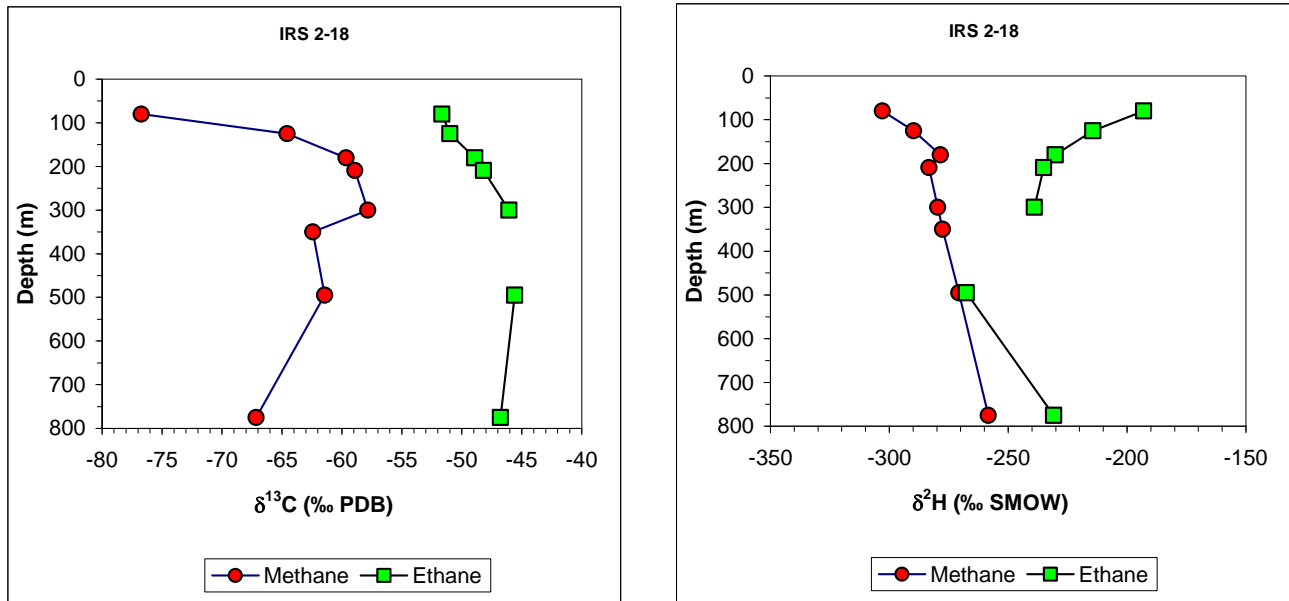 IRS 2-18
0
100
200
300
400
500
600
700
800
Depth (m)
-80 -75 -70 -65 -60 -55 -50 -45 -40
δ¹³C (‰ PDB)
Methane Ethane
IRS 2-18
0
100
200
300
400
500
600
700
800
Depth (m)
-350 -300 -250 -200 -150
δ²H (‰ SMOW)
Methane Ethane